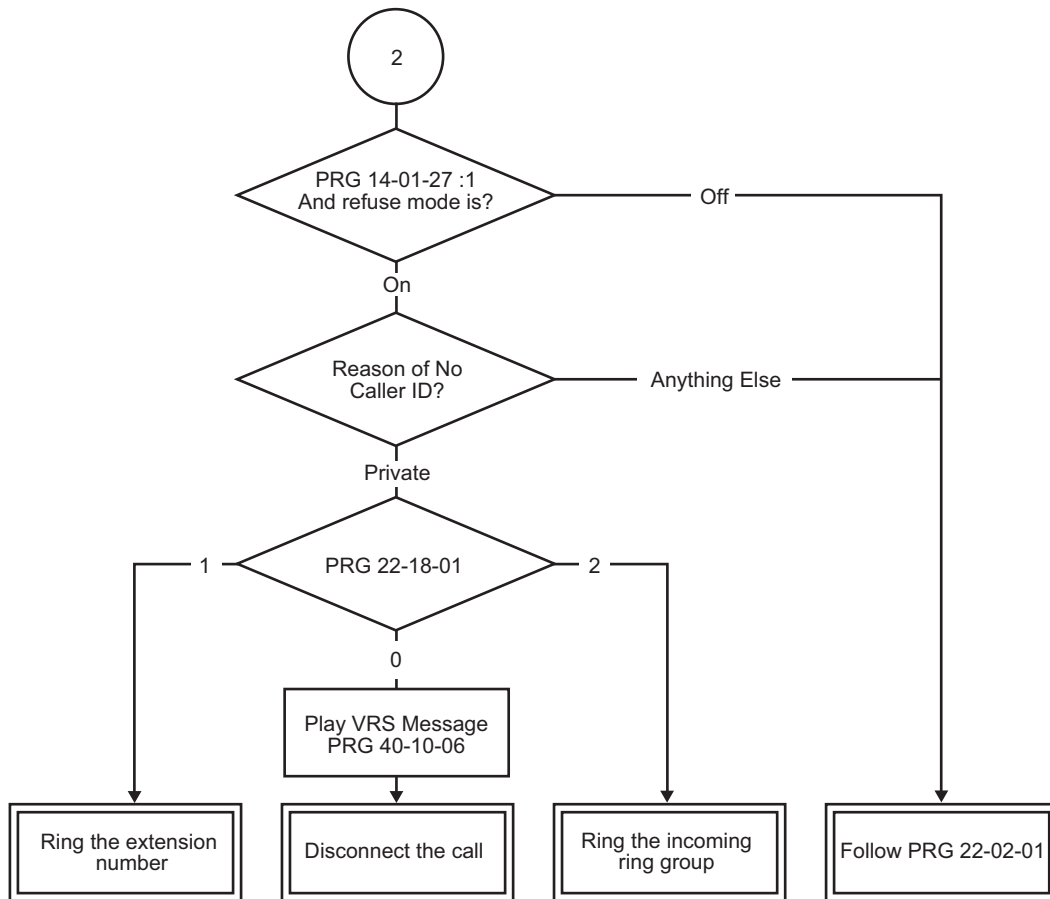 2
PRG 14-01-27 :1
And refuse mode is?
Off
On
Reason of No
Caller ID?
Anything Else
Private
1
PRG 22-18-01
2
0
Play VRS Message
PRG 40-10-06
Ring the extension
number
Disconnect the call
Ring the incoming
ring group
Follow PRG 22-02-01